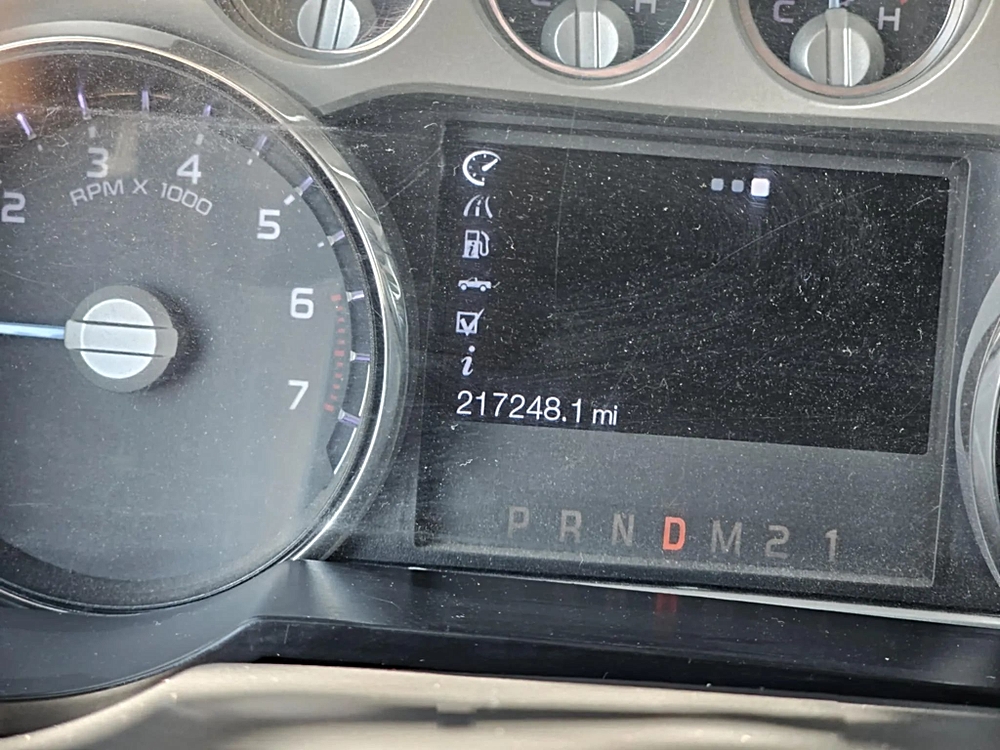 C H
C H
2 3 4 5 6 7
RPM X 1000
i
217248.1 mi
P R N D M 2 1